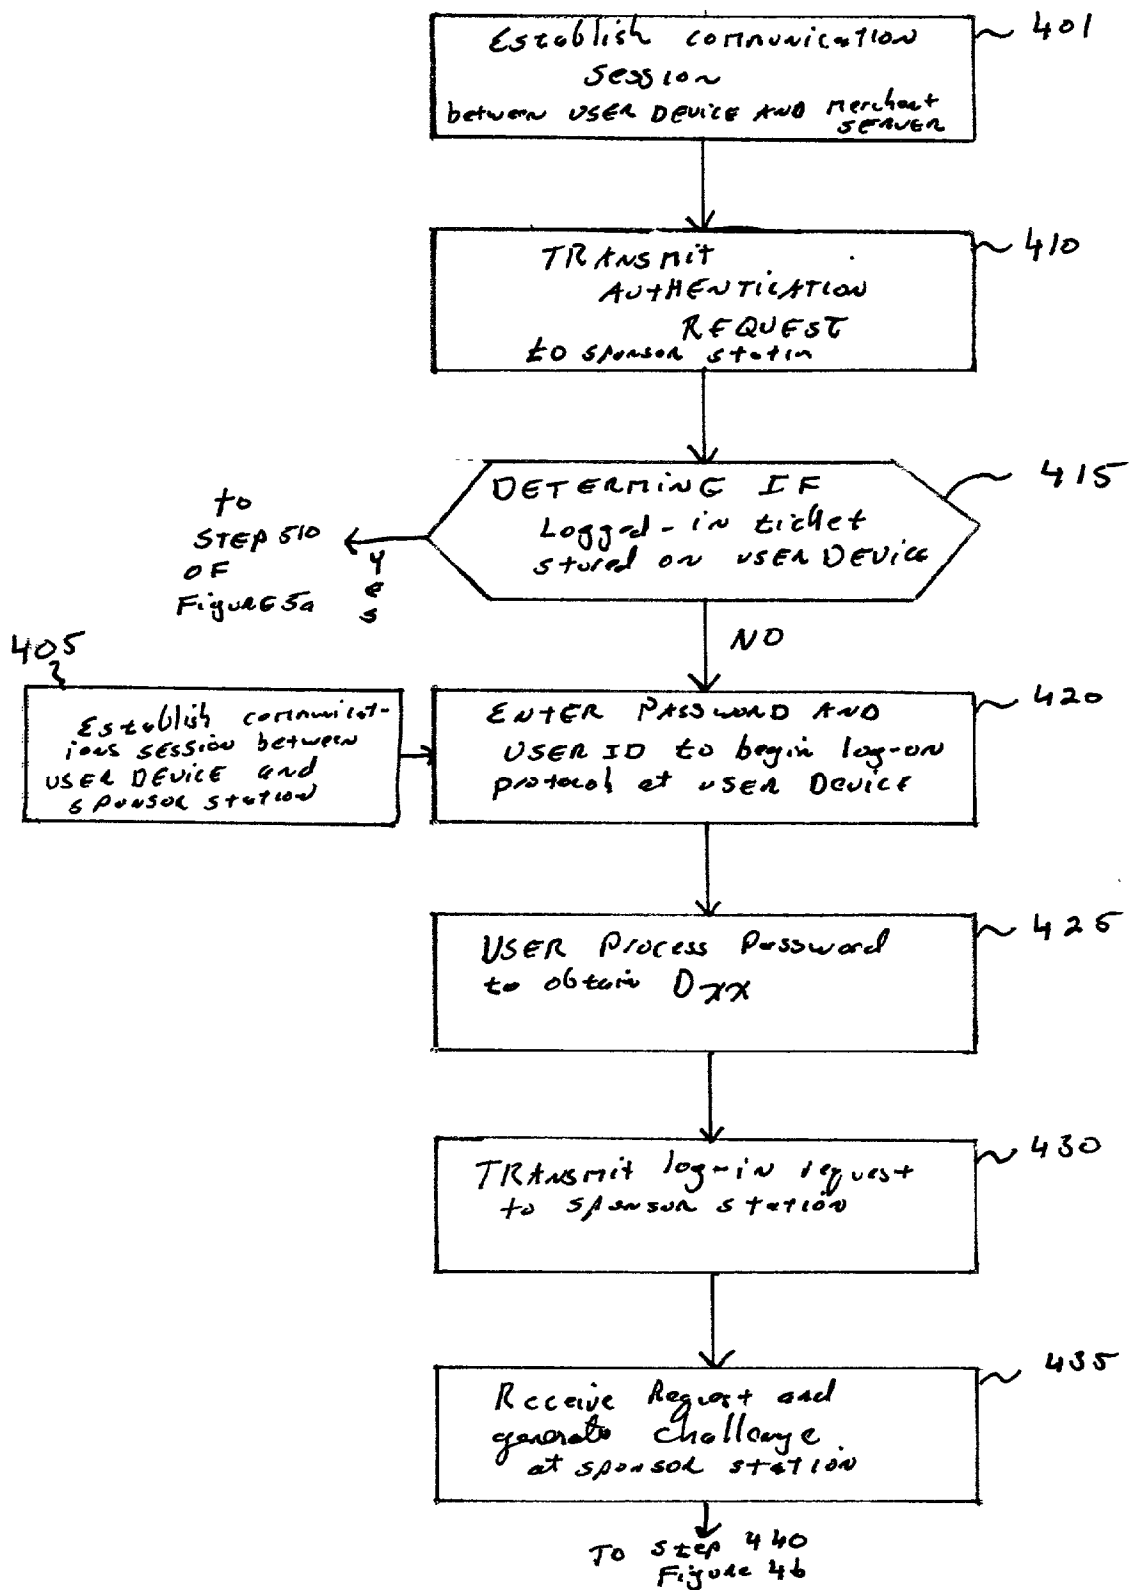 Establish communication
session
between USER DEVICE AND Merchant
SERVER
401
TRANSMIT
AUTHENTICATION
REQUEST
to sponsor statin
410
DETERMINE IF
Logged-in ticket
stored on USER DEVICE
415
to
STEP 510
OF
FigurE 5a
Yes
NO
405
Establish communicat-
ions session between
USER DEVICE and
sponsor station
ENTER PASSWORD AND
USER ID to begin log-on
protocol at USER DEVICE
420
USER Process Password
to obtain Dxx
425
TRANSMIT log-in request
to sponsor station
430
Receive Request and
generate challenge
at sponsor station
435
To step 440
Figure 4b